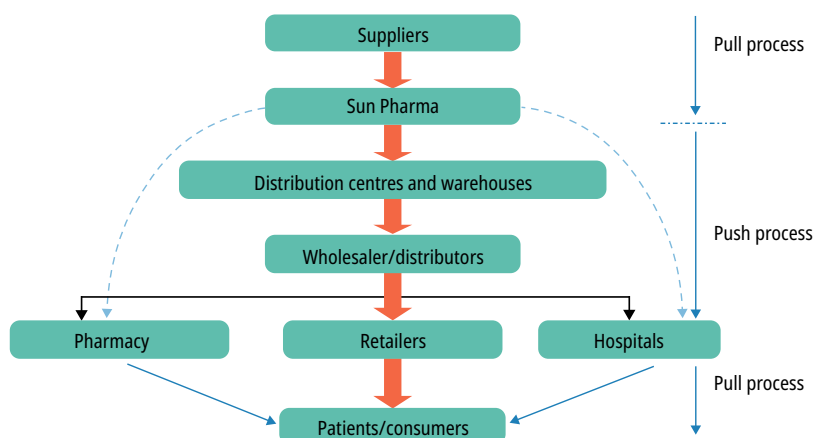 Suppliers
Pull process
Sun Pharma
Distribution centres and warehouses
Push process
Wholesaler/distributors
Pharmacy
Retailers
Hospitals
Pull process
Patients/consumers